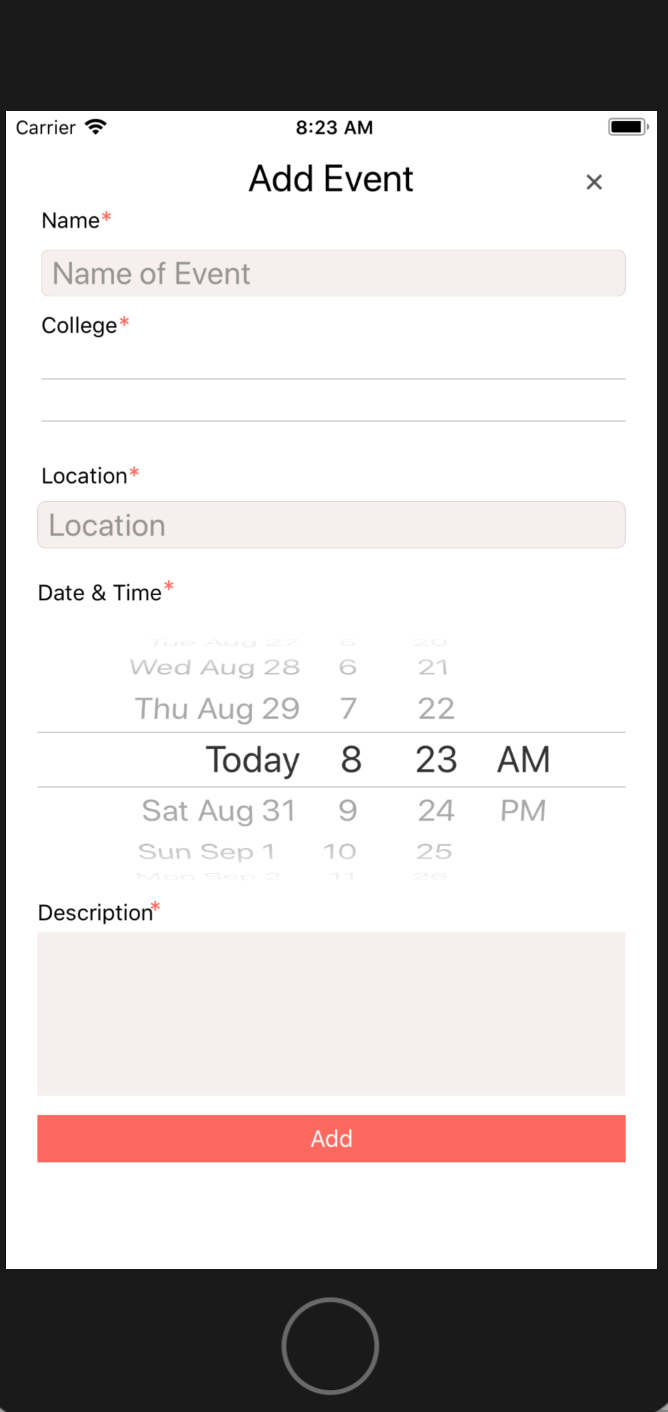 Carrier 8:23 AM
Add Event ×
Name*
Name of Event
College*
Location*
Location
Date & Time*
Tue Aug 27 5 20
Wed Aug 28 6 21
Thu Aug 29 7 22
Today 8 23 AM
Sat Aug 31 9 24 PM
Sun Sep 1 10 25
Mon Sep 2 11 26
Description*
Add